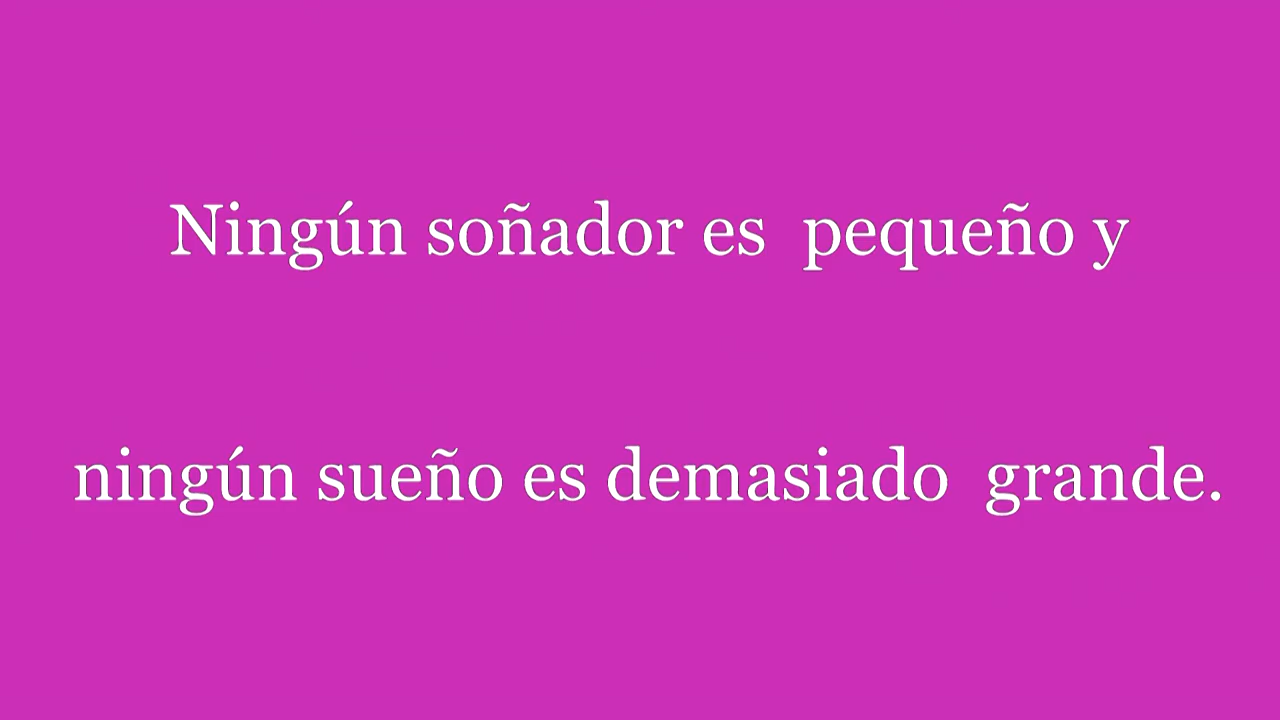 Ningún soñador es  pequeño y
ningún sueño es demasiado  grande.